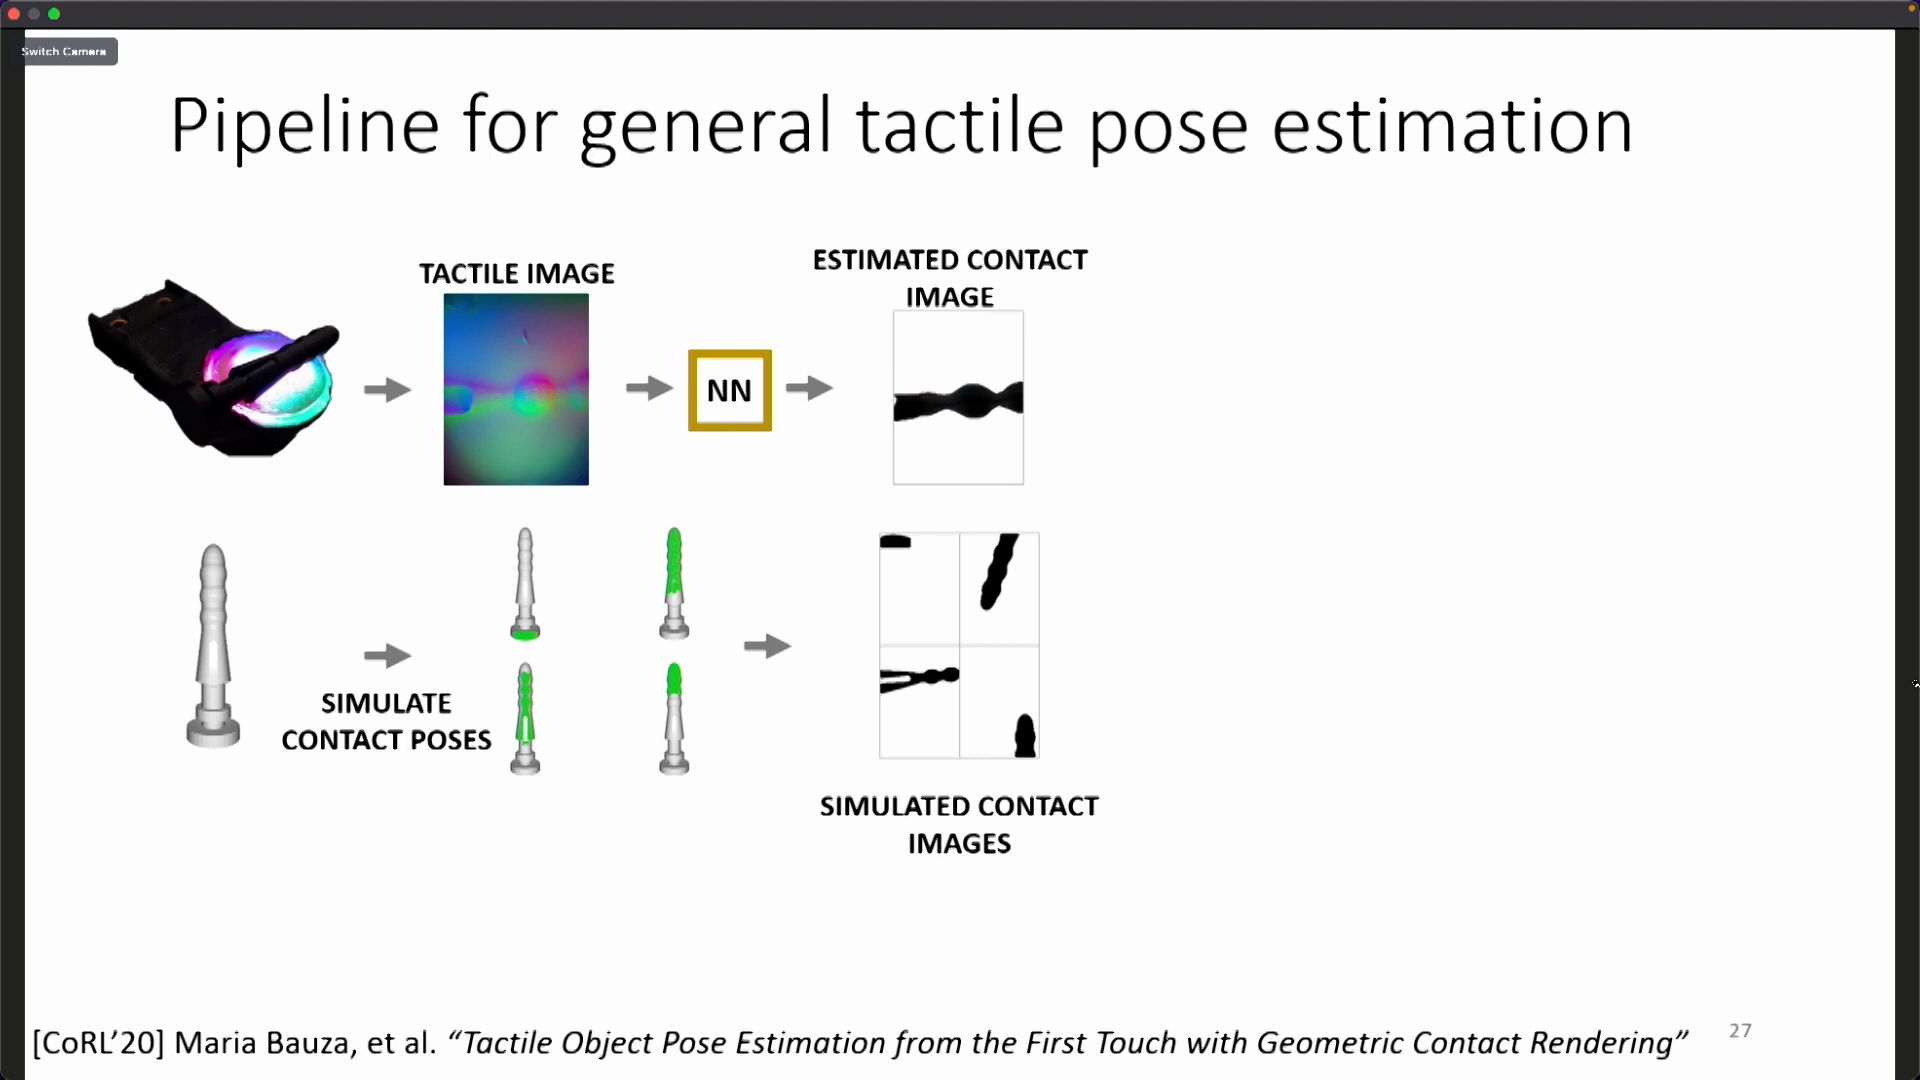 Switch Camera
Pipeline for general tactile pose estimation
TACTILE IMAGE
ESTIMATED CONTACT
IMAGE
NN
SIMULATE
CONTACT POSES
SIMULATED CONTACT
IMAGES
[CoRL’20] Maria Bauza, et al. “Tactile Object Pose Estimation from the First Touch with Geometric Contact Rendering”
27